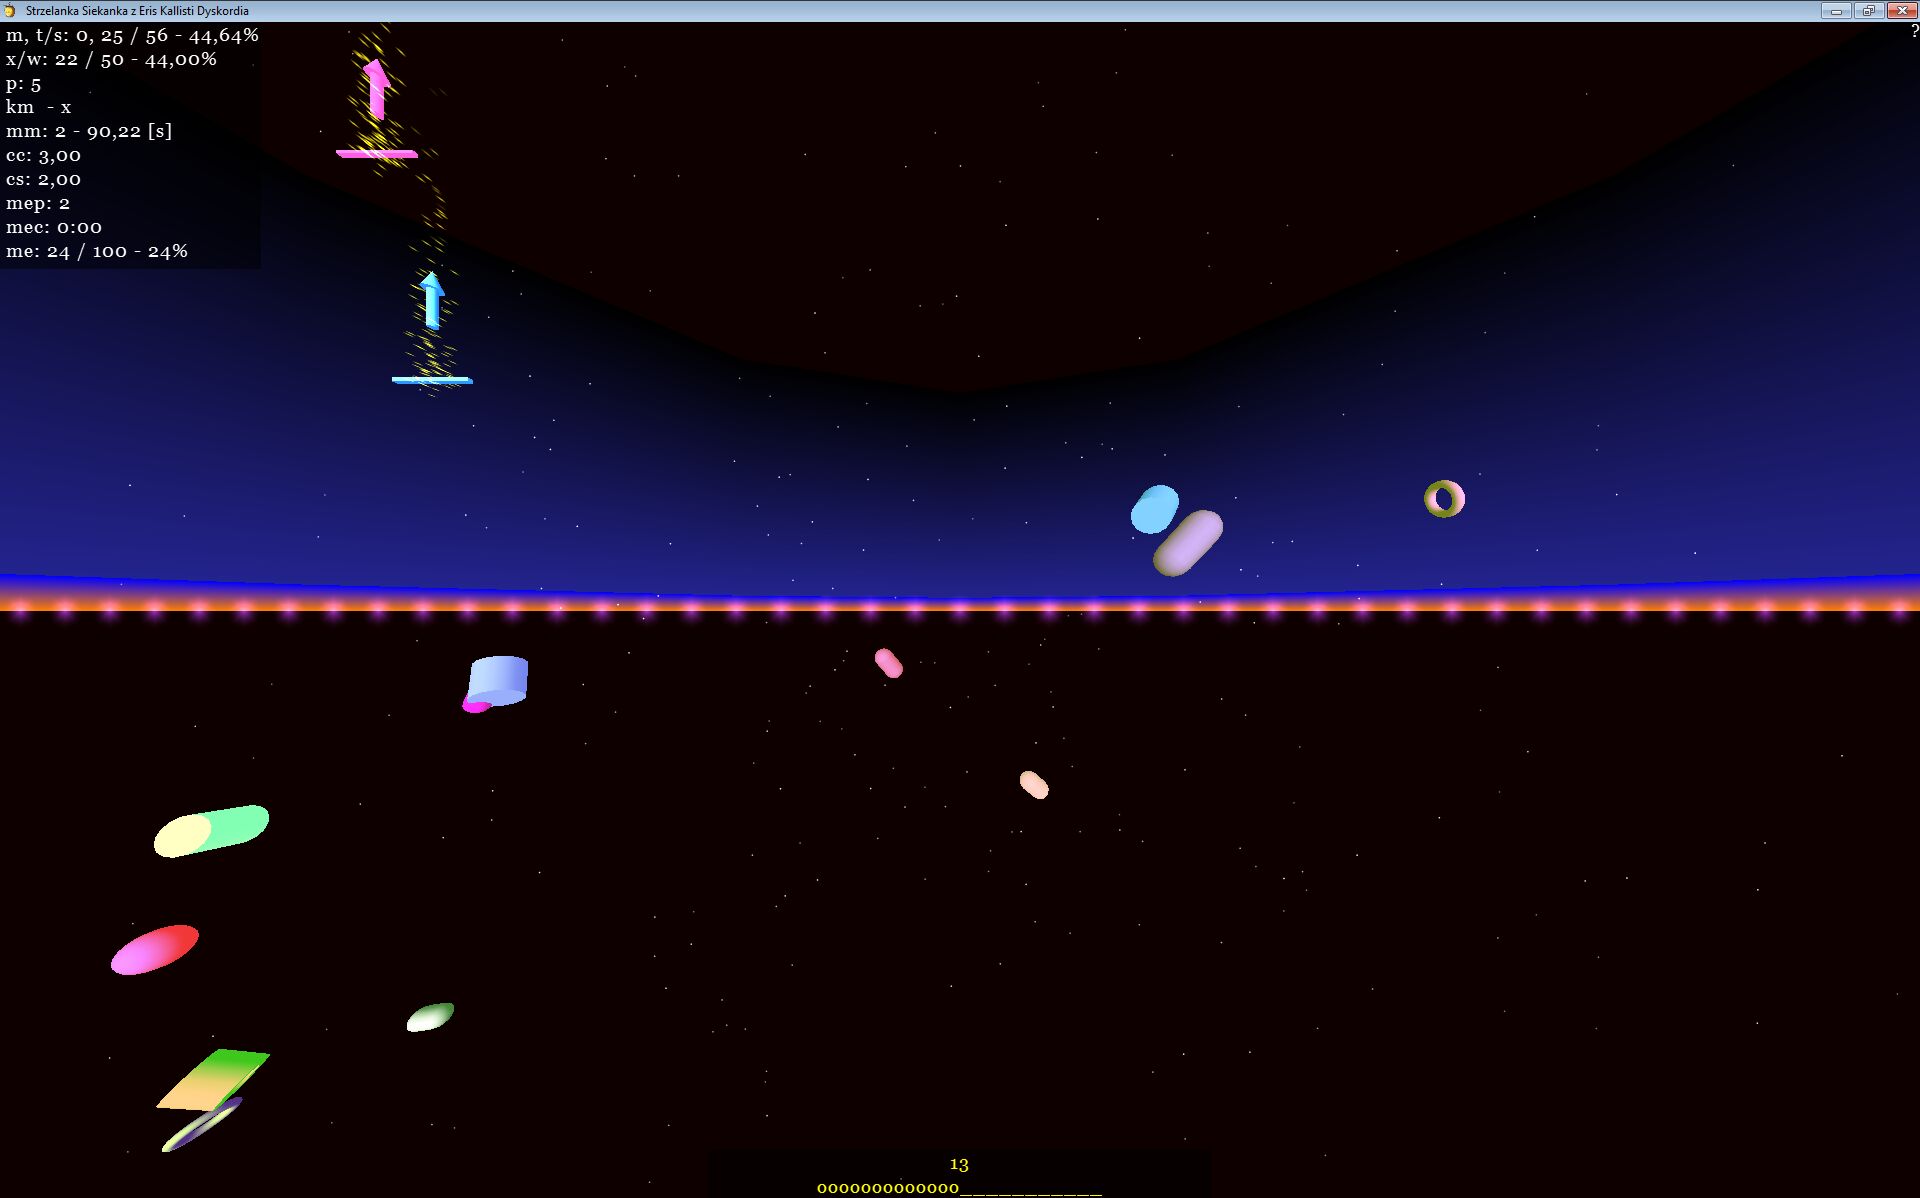 Strzelanka Siekanka z Eris Kallisti Dyskordia
?
m, t/s: 0, 25 / 56 - 44,64%
x/w: 22 / 50 - 44,00%
p: 5
km  - x
mm: 2 - 90,22 [s]
cc: 3,00
cs: 2,00
mep: 2
mec: 0:00
me: 24 / 100 - 24%
13
ooooooooooooo___________